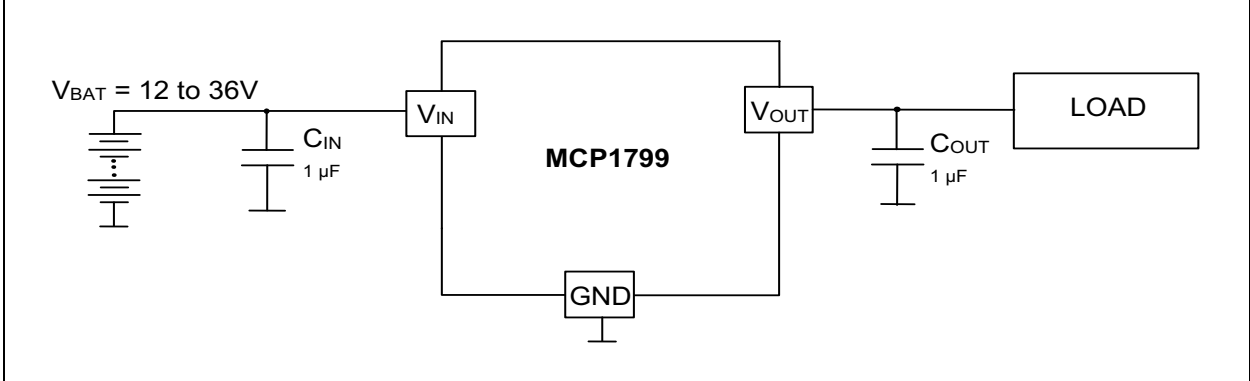 VBAT = 12 to 36V
CIN
1 µF
VIN
MCP1799
GND
VOUT
COUT
1 µF
LOAD